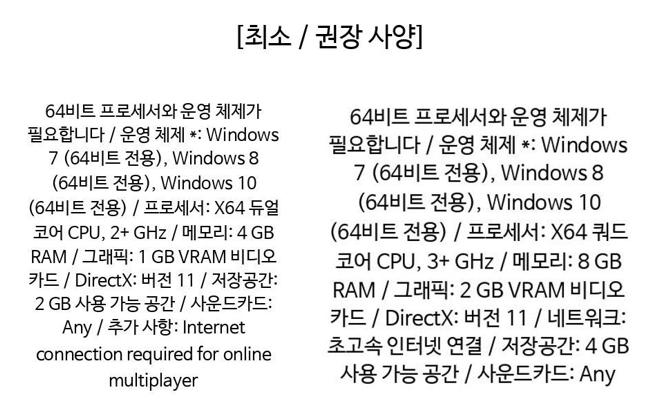 [최소 / 권장 사양]
64비트 프로세서와 운영 체제가
필요합니다 / 운영 체제 *: Windows
7 (64비트 전용), Windows 8
(64비트 전용), Windows 10
(64비트 전용) / 프로세서: X64 듀얼
코어 CPU, 2+ GHz / 메모리: 4 GB
RAM / 그래픽: 1 GB VRAM 비디오
카드 / DirectX: 버전 11 / 저장공간:
2 GB 사용 가능 공간 / 사운드카드:
Any / 추가 사항: Internet
connection required for online
multiplayer
64비트 프로세서와 운영 체제가
필요합니다 / 운영 체제 *: Windows
7 (64비트 전용), Windows 8
(64비트 전용), Windows 10
(64비트 전용) / 프로세서: X64 쿼드
코어 CPU, 3+ GHz / 메모리: 8 GB
RAM / 그래픽: 2 GB VRAM 비디오
카드 / DirectX: 버전 11 / 네트워크:
초고속 인터넷 연결 / 저장공간: 4 GB
사용 가능 공간 / 사운드카드: Any